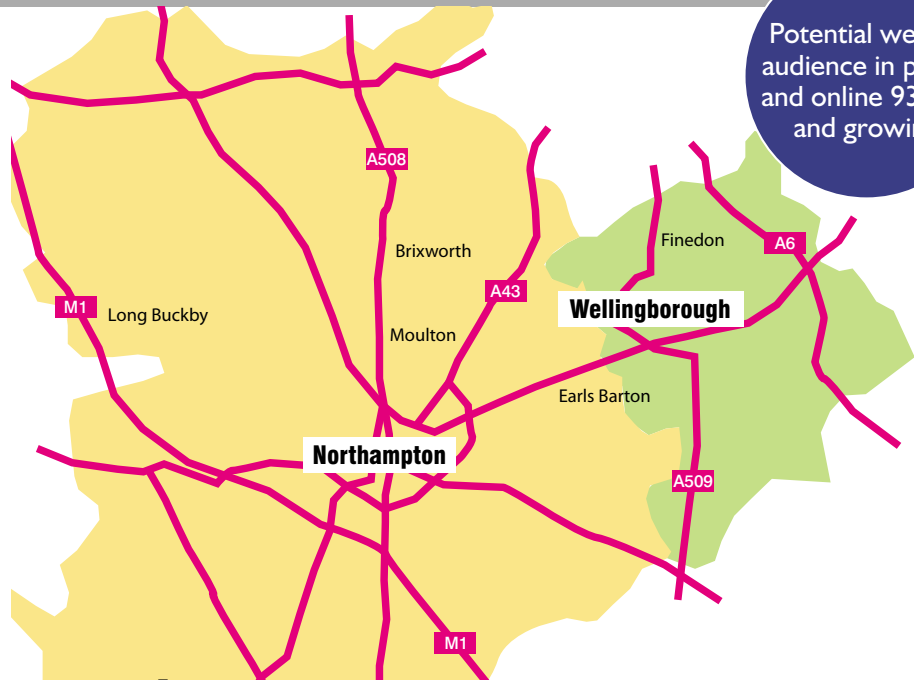 Potential we
audience in p
and online 93
and growin
A508
Finedon
A6
Brixworth
A43
M1
Wellingborough
Long Buckby
Moulton
Earls Barton
Northampton
A509
M1